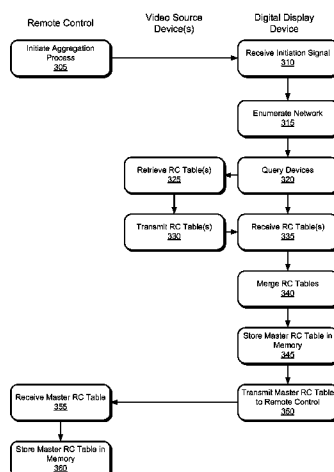 Remote Control
Video Source
Device(s)
Digital Display
Device
Initiate Aggregation
Process
305
Receive Initiation Signal
310
Enumerate Network
315
Retrieve RC Table(s)
325
Query Devices
320
Transmit RC Table(s)
330
Receive RC Table(s)
335
Merge RC Tables
340
Store Master RC Table in
Memory
345
Receive Master RC Table
355
Transmit Master RC Table
to Remote Control
350
Store Master RC Table in
Memory
360